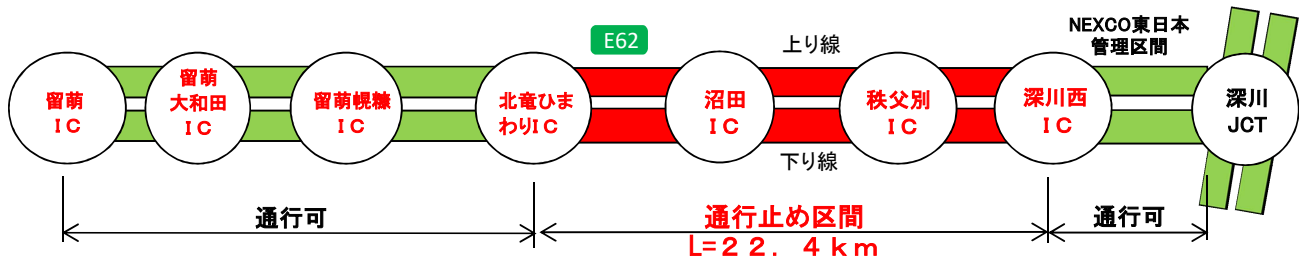 E62
上り線
NEXCO東日本
管理区間
留萌
IC
留萌
大和田
IC
留萌幌糠
IC
北竜ひま
わりIC
沼田
IC
秩父別
IC
深川西
IC
深川
JCT
下り線
通行可
通行止め区間
L=22.4km
通行可